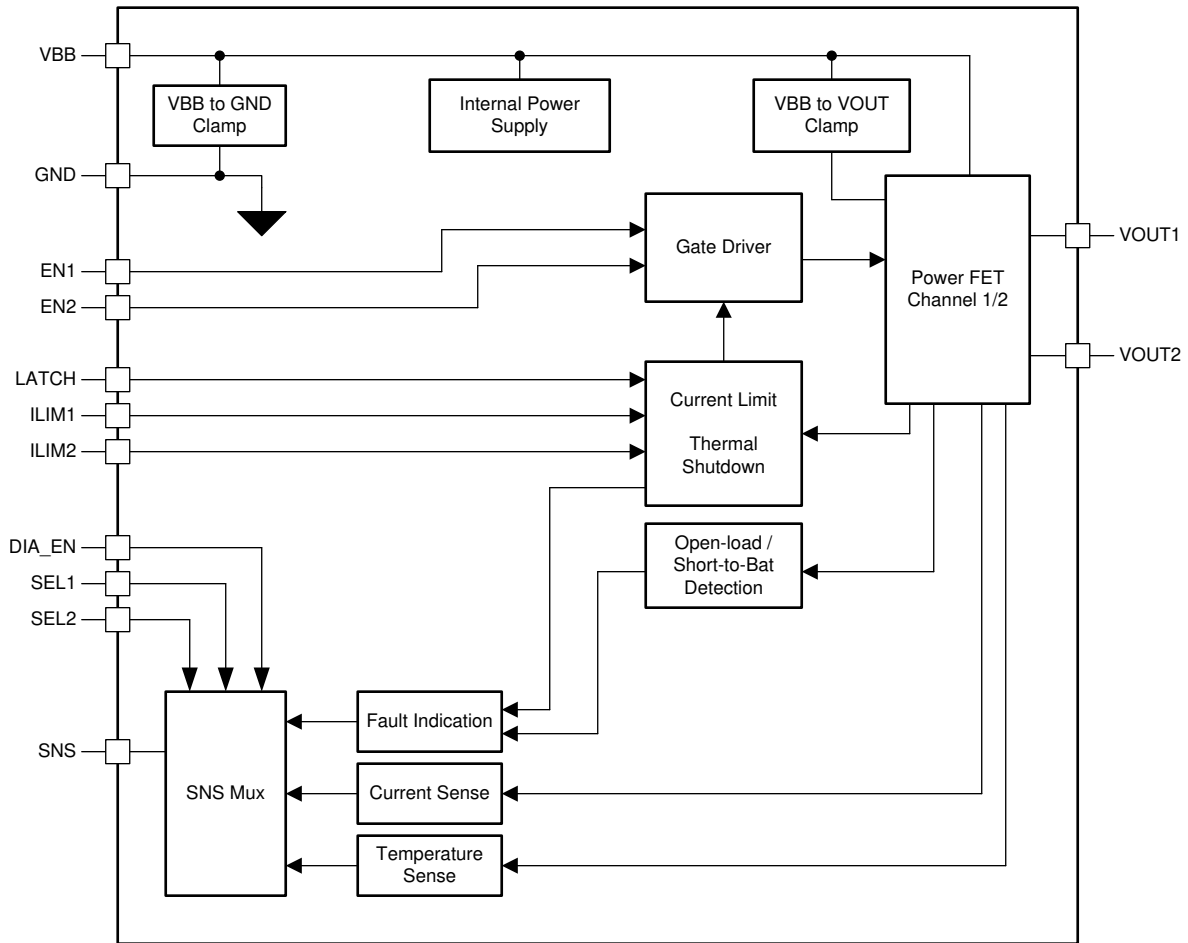 VBB
VBB to GND
Clamp
Internal Power
Supply
VBB to VOUT
Clamp
GND
Gate Driver
Power FET
Channel 1/2
VOUT1
VOUT2
EN1
EN2
LATCH
ILIM1
ILIM2
Current Limit
Thermal
Shutdown
DIA_EN
SEL1
SEL2
Open-load /
Short-to-Bat
Detection
SNS
SNS Mux
Fault Indication
Current Sense
Temperature
Sense